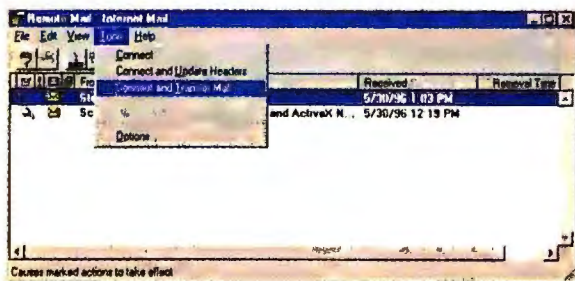 Remote Mail - Internet Mail
File Edit View Tools Help
Connect
Connect and Update Headers
Connect and Transfer Mail
Options...
Received Retrieval Time
5/30/96 1:03 PM
Sc and ActiveX N... 5/30/96 12:19 PM
Causes marked actions to take effect